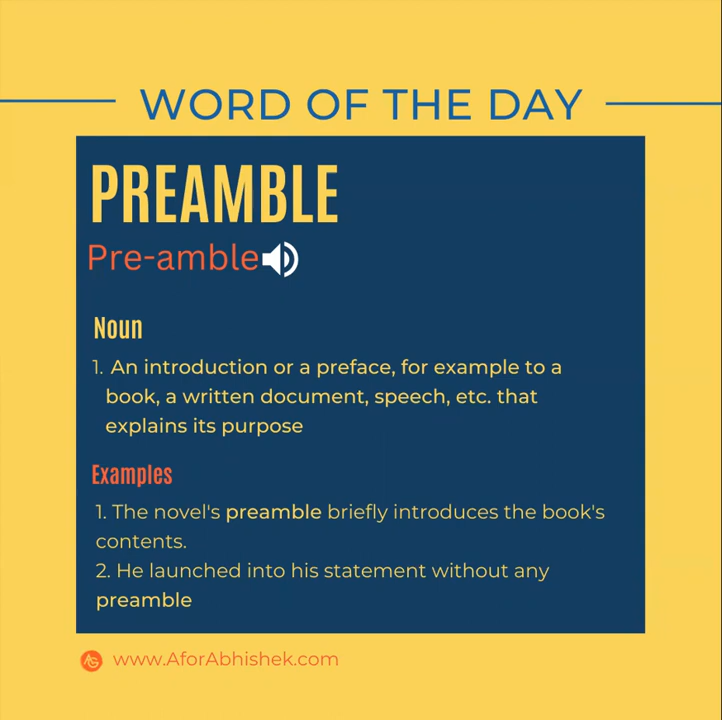 WORD OF THE DAY
PREAMBLE
Pre-amble
Noun
1. An introduction or a preface, for example to a
book, a written document, speech, etc. that
explains its purpose
Examples
1. The novel's preamble briefly introduces the book's
contents.
2. He launched into his statement without any
preamble
www.AforAbhishek.com